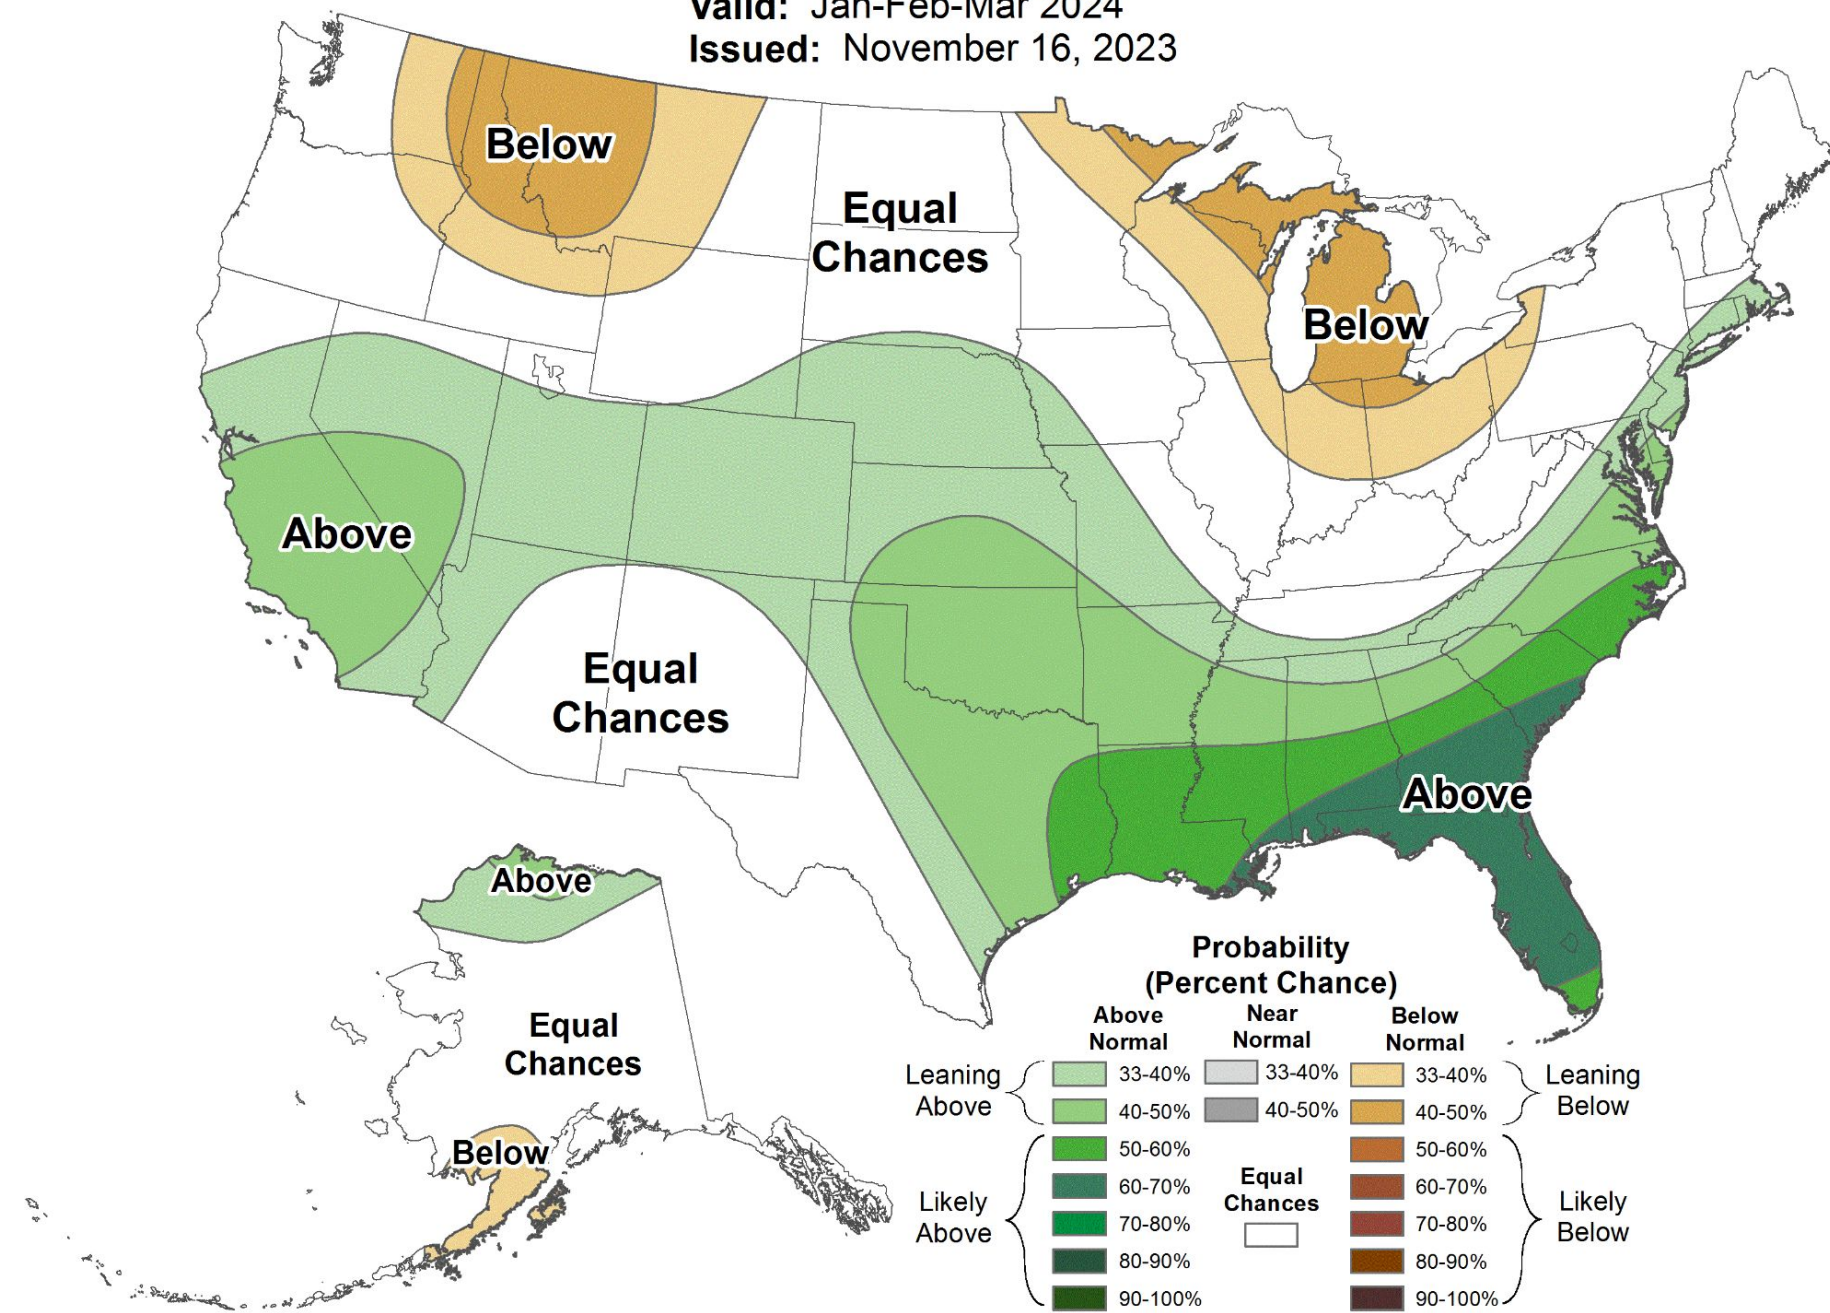 Valid: Jan-Feb-Mar 2024
Issued: November 16, 2023
Below
Equal
Chances
Below
Above
Equal
Chances
Above
Above
Equal
Chances
Below
Probability
(Percent Chance)
Above
Normal
Near
Normal
Below
Normal
Leaning
Above
33-40%
33-40%
33-40%
Leaning
Below
40-50%
40-50%
40-50%
50-60%
50-60%
Likely
Above
60-70%
Equal
Chances
60-70%
Likely
Below
70-80%
70-80%
80-90%
80-90%
90-100%
90-100%